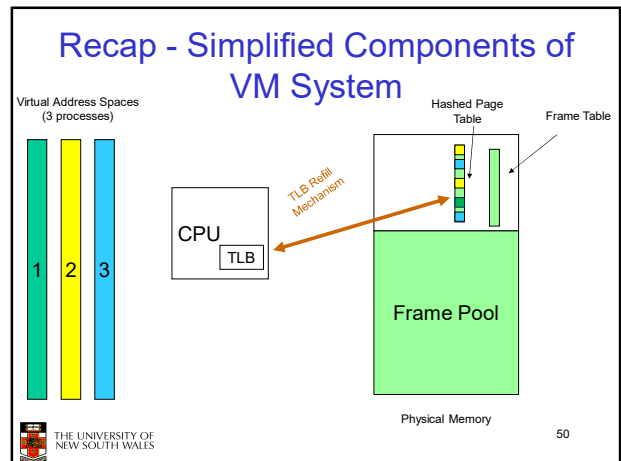 Recap - Simplified Components of
VM System
Virtual Address Spaces
(3 processes)
Hashed Page
Table
Frame Table
TLB Refill
Mechanism
CPU
TLB
1
2
3
Frame Pool
Physical Memory
THE UNIVERSITY OF
NEW SOUTH WALES
50